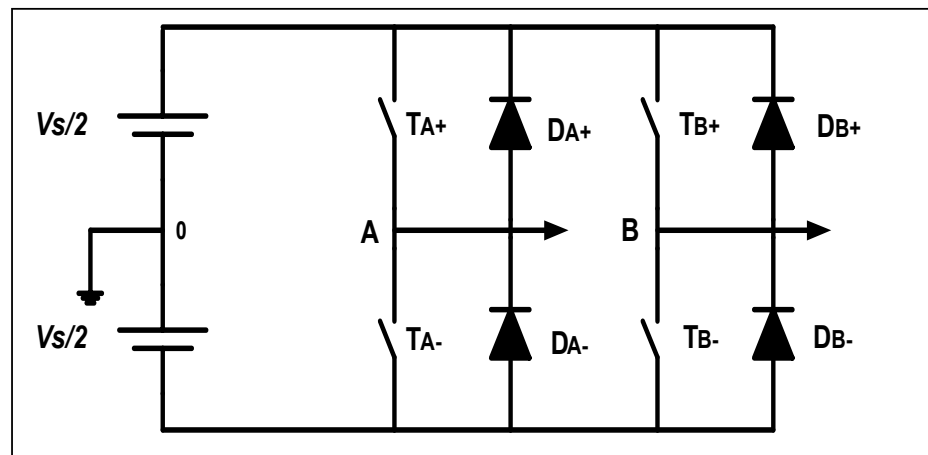 Vs/2
TA+
DA+
TB+
DB+
0
A
B
Vs/2
TA-
DA-
TB-
DB-